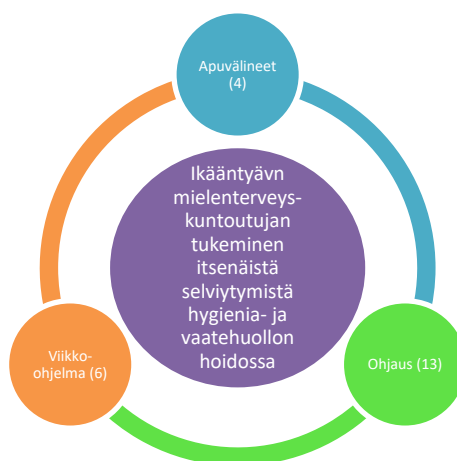 Apuvälineet
(4)
Ikääntyävn
mielenterveys-
kuntoutujan
tukeminen
itsenäistä
selviytymistä
hygienia- ja
vaatehuollon
hoidossa
Viikko-
ohjelma (6)
Ohjaus (13)